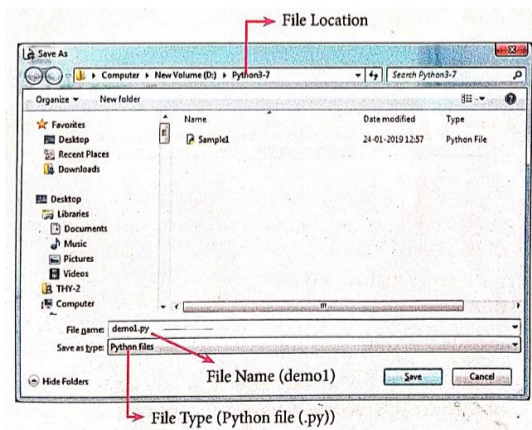 File Location
Save As
Computer ▸ New Volume (D:) ▸ Python3-7
Search Python3-7
Organize New folder
Name Date modified Type
Favorites
Desktop
Recent Places
Downloads
Sample1 24-01-2019 12:57 Python File
Desktop
Libraries
Documents
Music
Pictures
Videos
THY-2
Computer
File name: demo1.py
Save as type: Python files
Hide Folders
File Name (demo1)
Save Cancel
File Type (Python file (.py))